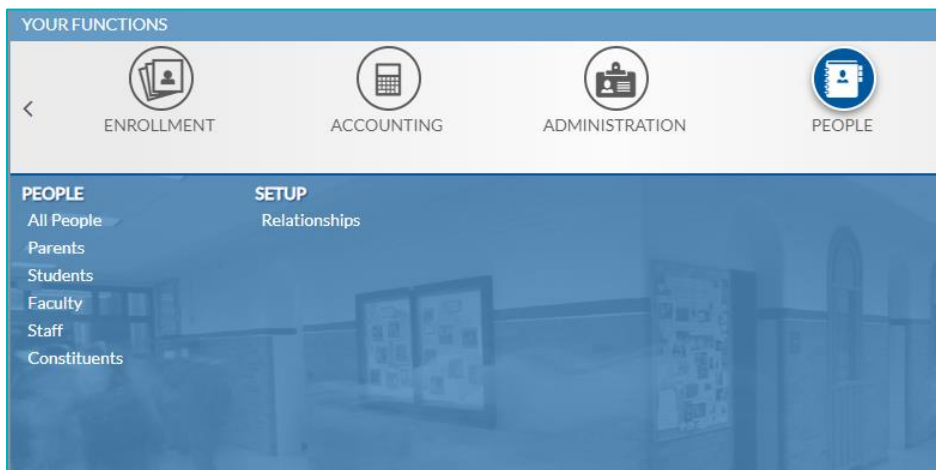 YOUR FUNCTIONS
ENROLLMENT
ACCOUNTING
ADMINISTRATION
PEOPLE
PEOPLE
All People
Parents
Students
Faculty
Staff
Constituents
SETUP
Relationships